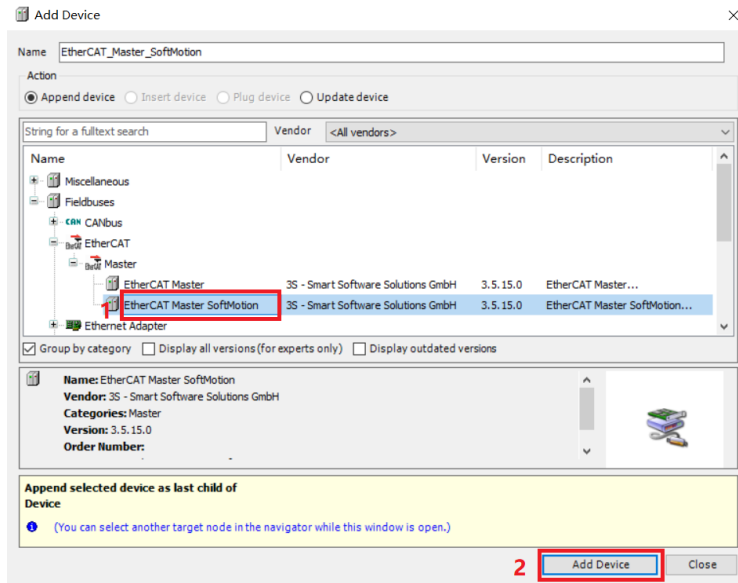 Add Device
Name EtherCAT_Master_SoftMotion
Action
Append device Insert device Plug device Update device
String for a fulltext search Vendor <All vendors>
Name Vendor Version Description
Miscellaneous
Fieldbuses
CAN CANbus
EtherCAT
Master
EtherCAT Master 3S - Smart Software Solutions GmbH 3.5.15.0 EtherCAT Master...
1 EtherCAT Master SoftMotion 3S - Smart Software Solutions GmbH 3.5.15.0 EtherCAT Master SoftMotion...
Ethernet Adapter
Group by category Display all versions (for experts only) Display outdated versions
Name: EtherCAT Master SoftMotion
Vendor: 3S - Smart Software Solutions GmbH
Categories: Master
Version: 3.5.15.0
Order Number:
Append selected device as last child of
Device
(You can select another target node in the navigator while this window is open.)
2 Add Device Close